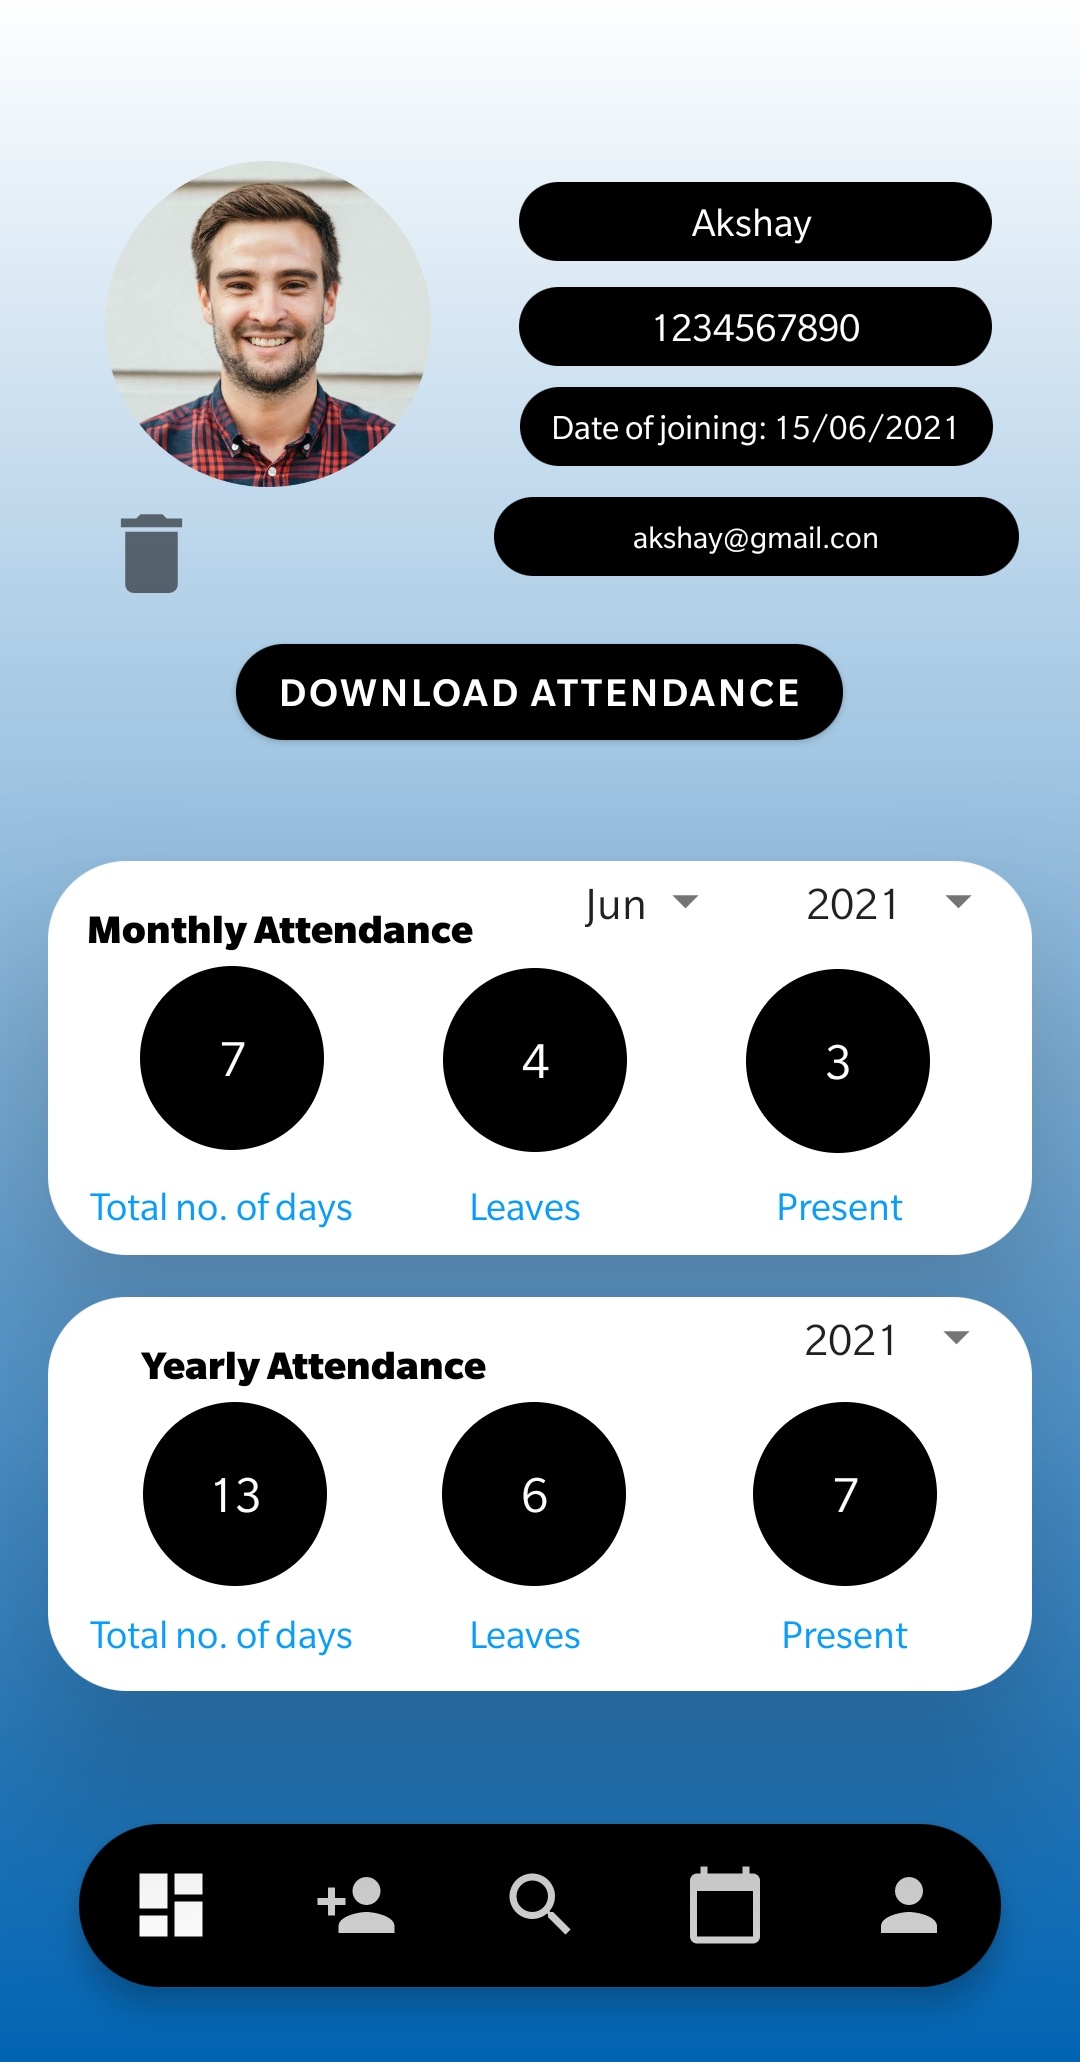 Akshay
1234567890
Date of joining: 15/06/2021
akshay@gmail.con
DOWNLOAD ATTENDANCE
Monthly Attendance
Jun
2021
7
4
3
Total no. of days
Leaves
Present
Yearly Attendance
2021
13
6
7
Total no. of days
Leaves
Present